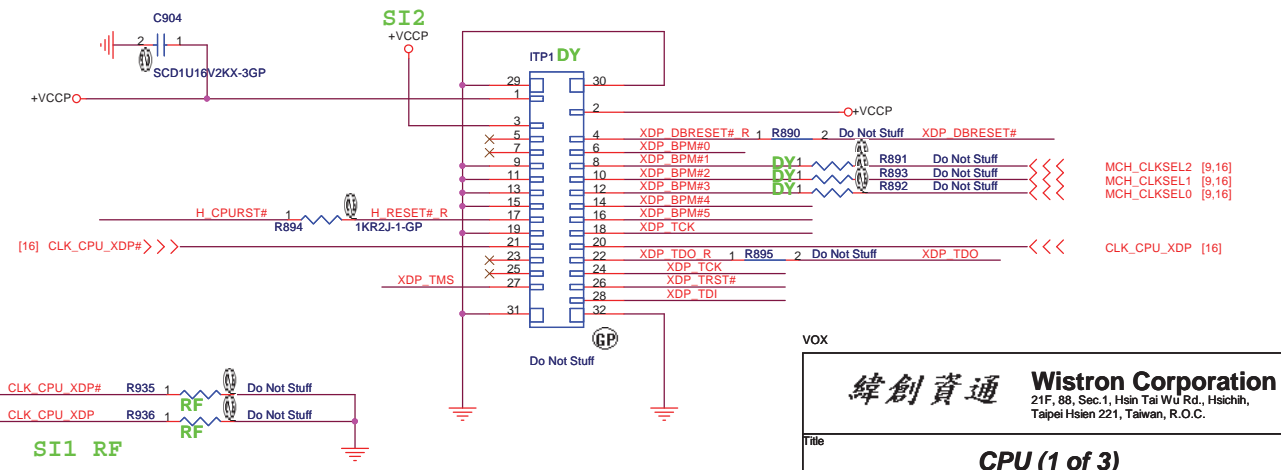 C904
2 1
SCD1U16V2KX-3GP
+VCCP
SI2
+VCCP
ITP1 DY
29 30
1 2
+VCCP
3
5 4 XDP_DBRESET#_R 1 R890 2 Do Not Stuff XDP_DBRESET#
7 6 XDP_BPM#0
9 8 XDP_BPM#1 DY 1 R891 Do Not Stuff MCH_CLKSEL2 [9,16]
11 10 XDP_BPM#2 DY 1 R893 Do Not Stuff MCH_CLKSEL1 [9,16]
13 12 XDP_BPM#3 DY 1 R892 Do Not Stuff MCH_CLKSEL0 [9,16]
15 14 XDP_BPM#4
H_CPURST# 1 R894 1KR2J-1-GP H_RESET#_R 17 16 XDP_BPM#5
19 18 XDP_TCK
[16] CLK_CPU_XDP# 21 20 CLK_CPU_XDP [16]
23 22 XDP_TDO_R 1 R895 2 Do Not Stuff XDP_TDO
25 24 XDP_TCK
XDP_TMS 27 26 XDP_TRST#
28 XDP_TDI
31 32
GP
Do Not Stuff
CLK_CPU_XDP# R935 1 Do Not Stuff
RF
CLK_CPU_XDP R936 1 Do Not Stuff
RF
SI1 RF
VOX
緯創資通 Wistron Corporation
21F, 88, Sec.1, Hsin Tai Wu Rd., Hsichih,
Taipei Hsien 221, Taiwan, R.O.C.
Title
CPU (1 of 3)